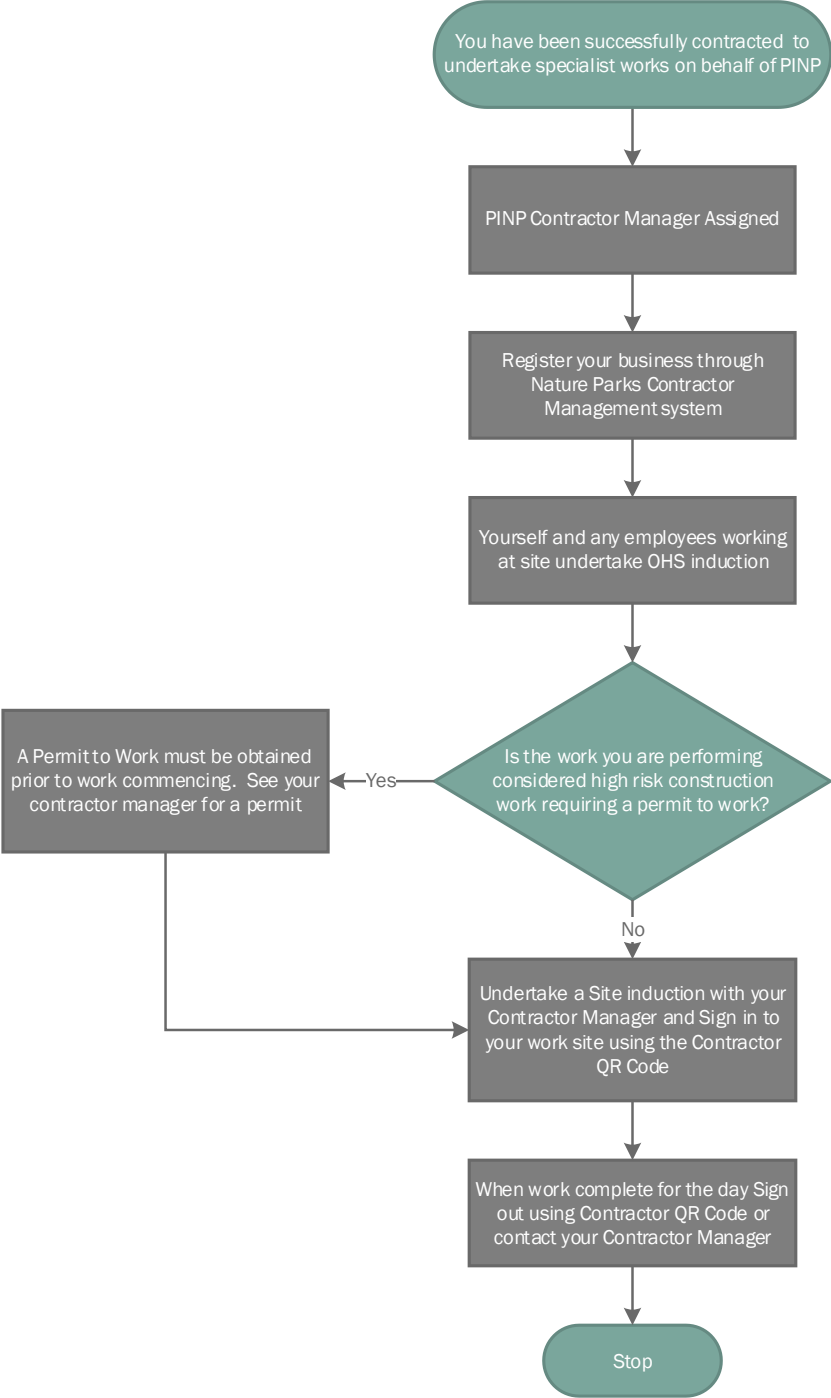 You have been successfully contracted to
undertake specialist works on behalf of PINP
PINP Contractor Manager Assigned
Register your business through
Nature Parks Contractor
Management system
Yourself and any employees working
at site undertake OHS induction
Is the work you are performing
considered high risk construction
work requiring a permit to work?
Yes
A Permit to Work must be obtained
prior to work commencing. See your
contractor manager for a permit
No
Undertake a Site induction with your
Contractor Manager and Sign in to
your work site using the Contractor
QR Code
When work complete for the day Sign
out using Contractor QR Code or
contact your Contractor Manager
Stop